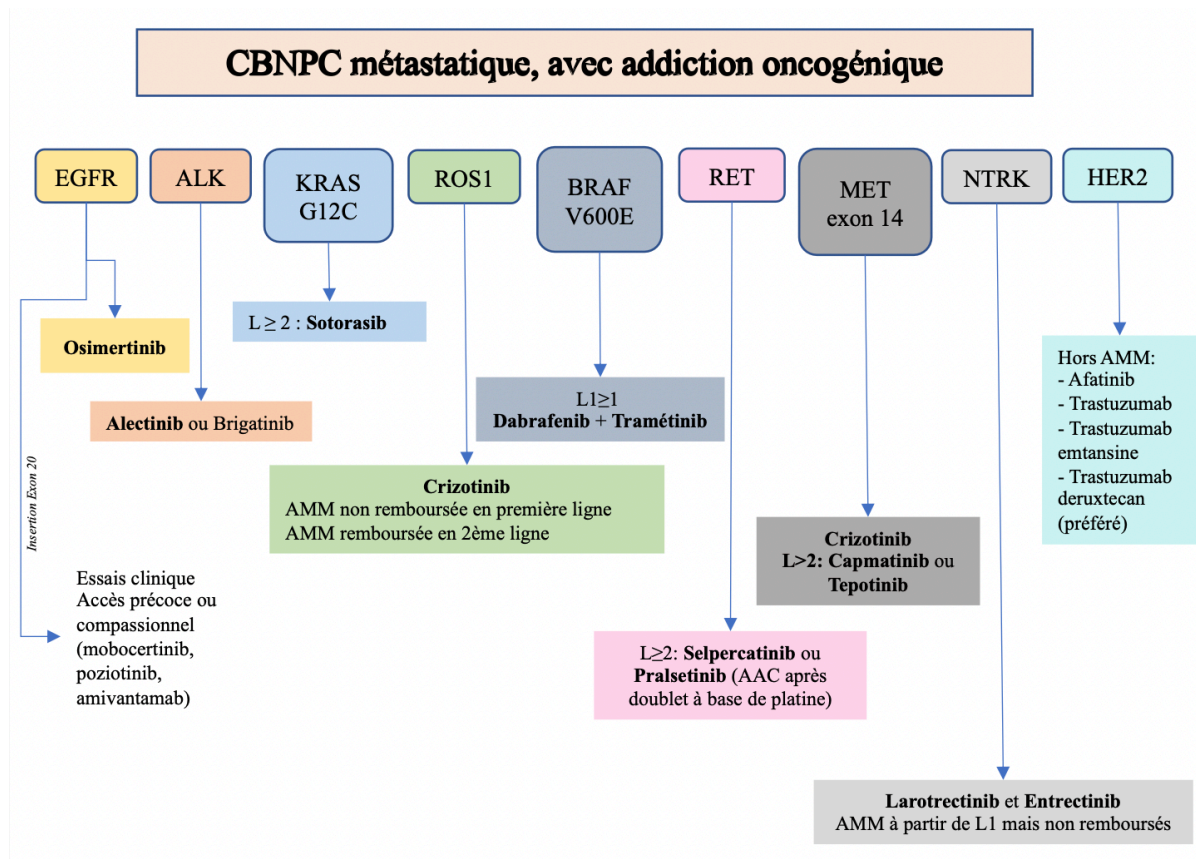 CBNPC métastatique, avec addiction oncogénique
EGFR
ALK
KRAS
G12C
ROS1
BRAF
V600E
RET
MET
exon 14
NTRK
HER2
Osimertinib
Insertion Exon 20
Essais clinique
Accès précoce ou
compassionnel
(mobocertinib,
poziotinib,
amivantamab)
Alectinib ou Brigatinib
L ≥ 2 : Sotorasib
Crizotinib
AMM non remboursée en première ligne
AMM remboursée en 2ème ligne
L1≥1
Dabrafenib + Tramétinib
L≥2: Selpercatinib ou
Pralsetinib (AAC après
doublet à base de platine)
Crizotinib
L>2: Capmatinib ou
Tepotinib
Larotrectinib et Entrectinib
AMM à partir de L1 mais non remboursés
Hors AMM:
- Afatinib
- Trastuzumab
- Trastuzumab
emtansine
- Trastuzumab
deruxtecan
(préféré)